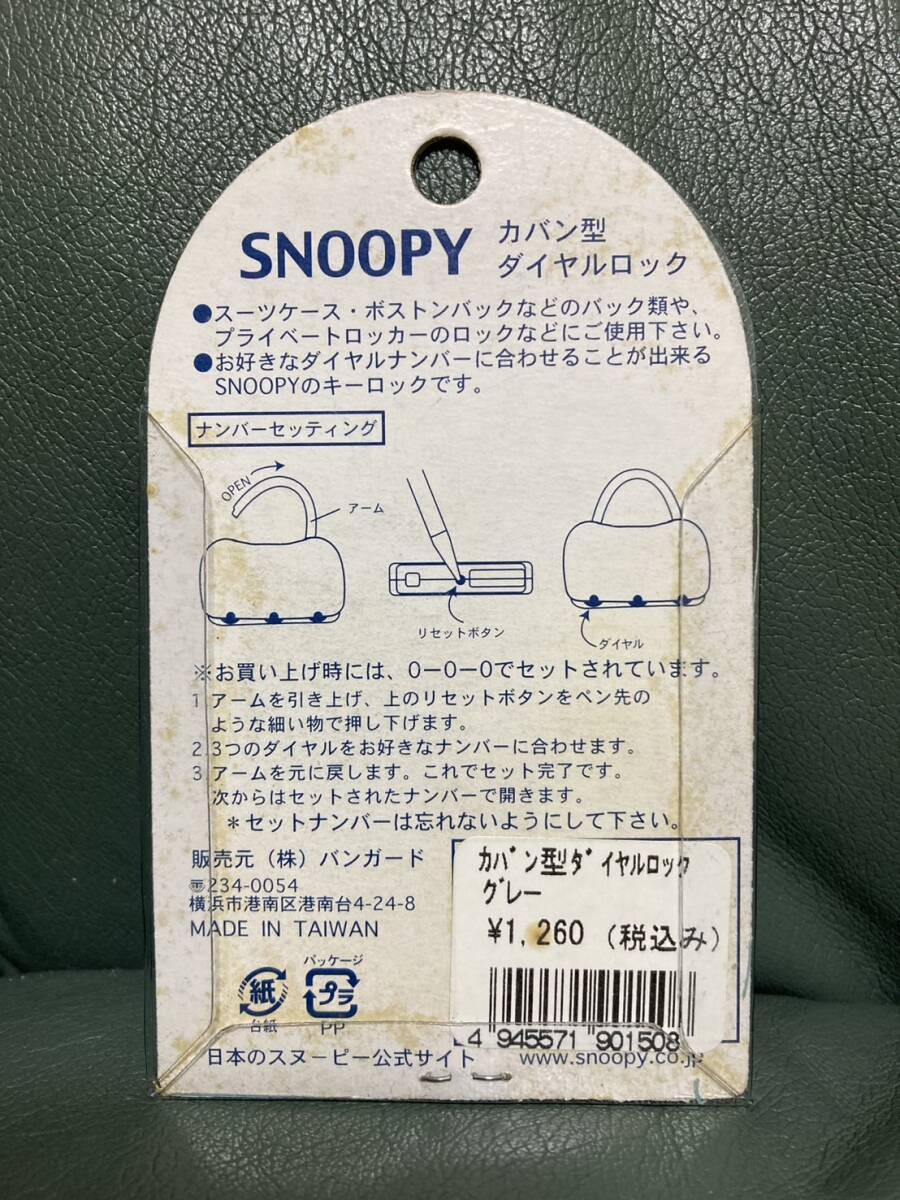 SNOOPY カバン型
ダイヤルロック
●スーツケース・ボストンバックなどのバック類や、
プライベートロッカーのロックなどにご使用下さい。
●お好きなダイヤルナンバーに合わせることが出来る
SNOOPYのキーロックです。
ナンバーセッティング
OPEN
アーム
リセットボタン
ダイヤル
※お買い上げ時には、0ー0ー0でセットされています。
1.アームを引き上げ、上のリセットボタンをペン先の
ような細い物で押し下げます。
2.3つのダイヤルをお好きなナンバーに合わせます。
3.アームを元に戻します。これでセット完了です。
次からはセットされたナンバーで開きます。
＊セットナンバーは忘れないようにして下さい。
販売元（株）バンガード
〠234-0054
横浜市港南区港南台4-24-8
MADE IN TAIWAN
ｶﾊﾞﾝ型ﾀﾞｲﾔﾙﾛｯｸ
ｸﾞﾚｰ
¥1,260（税込み）
4 945571 901508
紙
台紙
パッケージ
プラ
PP
日本のスヌーピー公式サイト www.snoopy.co.jp